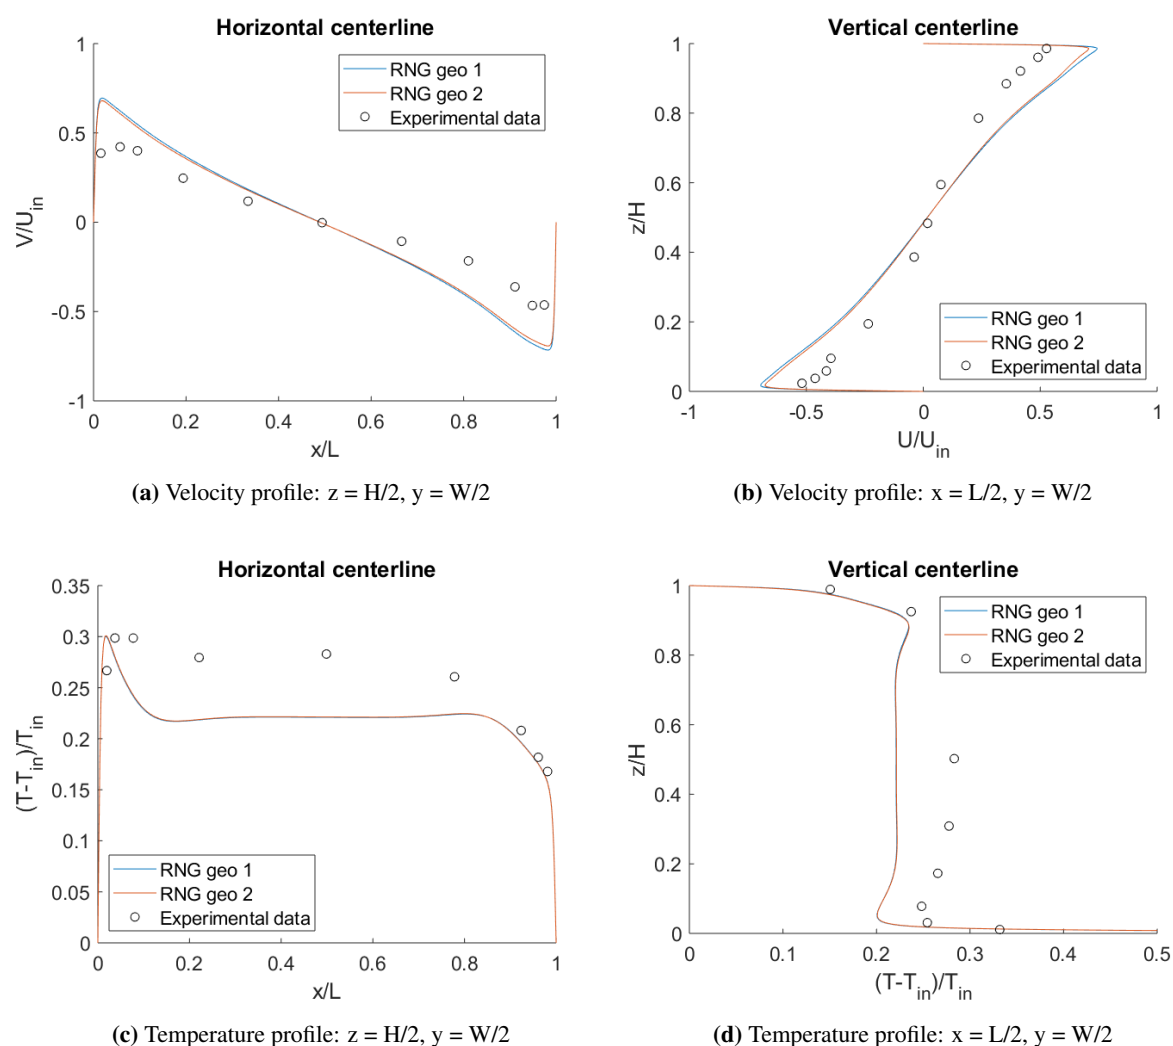 Horizontal centerline
1
0.5
0
-0.5
-1
V/U_in
RNG geo 1
RNG geo 2
Experimental data
0 0.2 0.4 0.6 0.8 1
x/L
(a) Velocity profile: z = H/2, y = W/2
Vertical centerline
1
0.8
0.6
0.4
0.2
0
z/H
RNG geo 1
RNG geo 2
Experimental data
-1 -0.5 0 0.5 1
U/U_in
(b) Velocity profile: x = L/2, y = W/2
Horizontal centerline
0.35
0.3
0.25
0.2
0.15
0.1
0.05
0
(T-T_in)/T_in
RNG geo 1
RNG geo 2
Experimental data
0 0.2 0.4 0.6 0.8 1
x/L
(c) Temperature profile: z = H/2, y = W/2
Vertical centerline
1
0.8
0.6
0.4
0.2
0
z/H
RNG geo 1
RNG geo 2
Experimental data
0 0.1 0.2 0.3 0.4 0.5
(T-T_in)/T_in
(d) Temperature profile: x = L/2, y = W/2